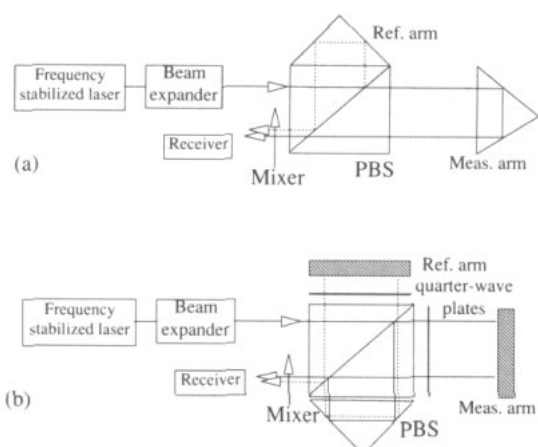 Ref. arm
Frequency
stabilized laser
Beam
expander
Receiver
(a)
Mixer
PBS
Meas. arm
Ref. arm
quarter-wave
plates
Frequency
stabilized laser
Beam
expander
Receiver
(b)
Mixer
PBS
Meas. arm